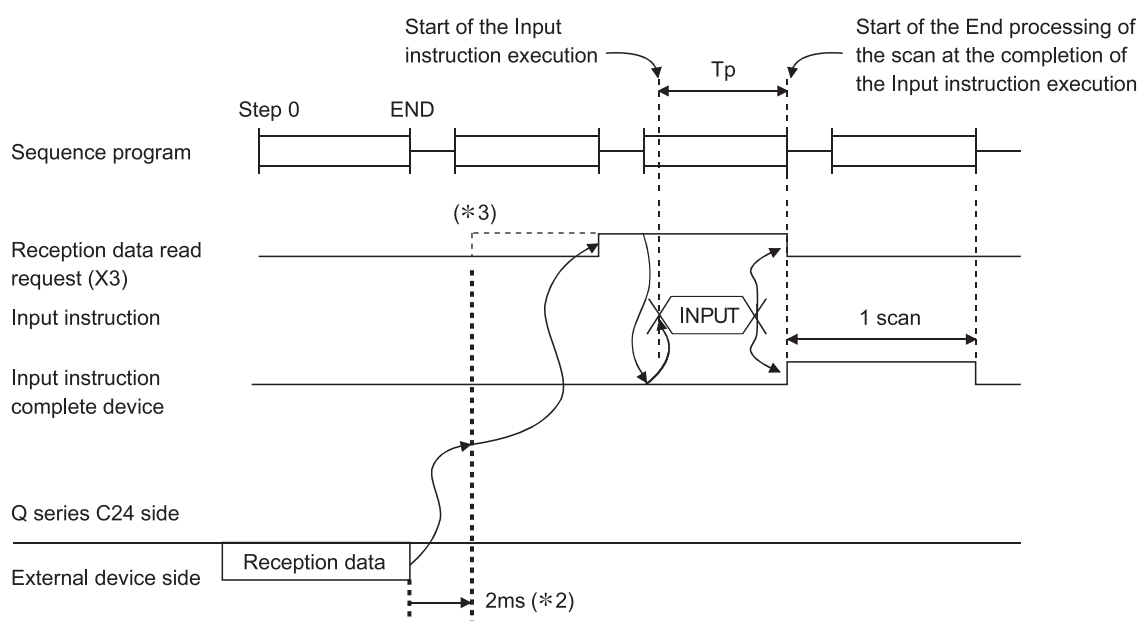 Start of the Input
instruction execution
Start of the End processing of
the scan at the completion of
the Input instruction execution
Tp
Step 0
END
Sequence program
(*3)
Reception data read
request (X3)
Input instruction
INPUT
1 scan
Input instruction
complete device
Q series C24 side
Reception data
External device side
2ms (*2)